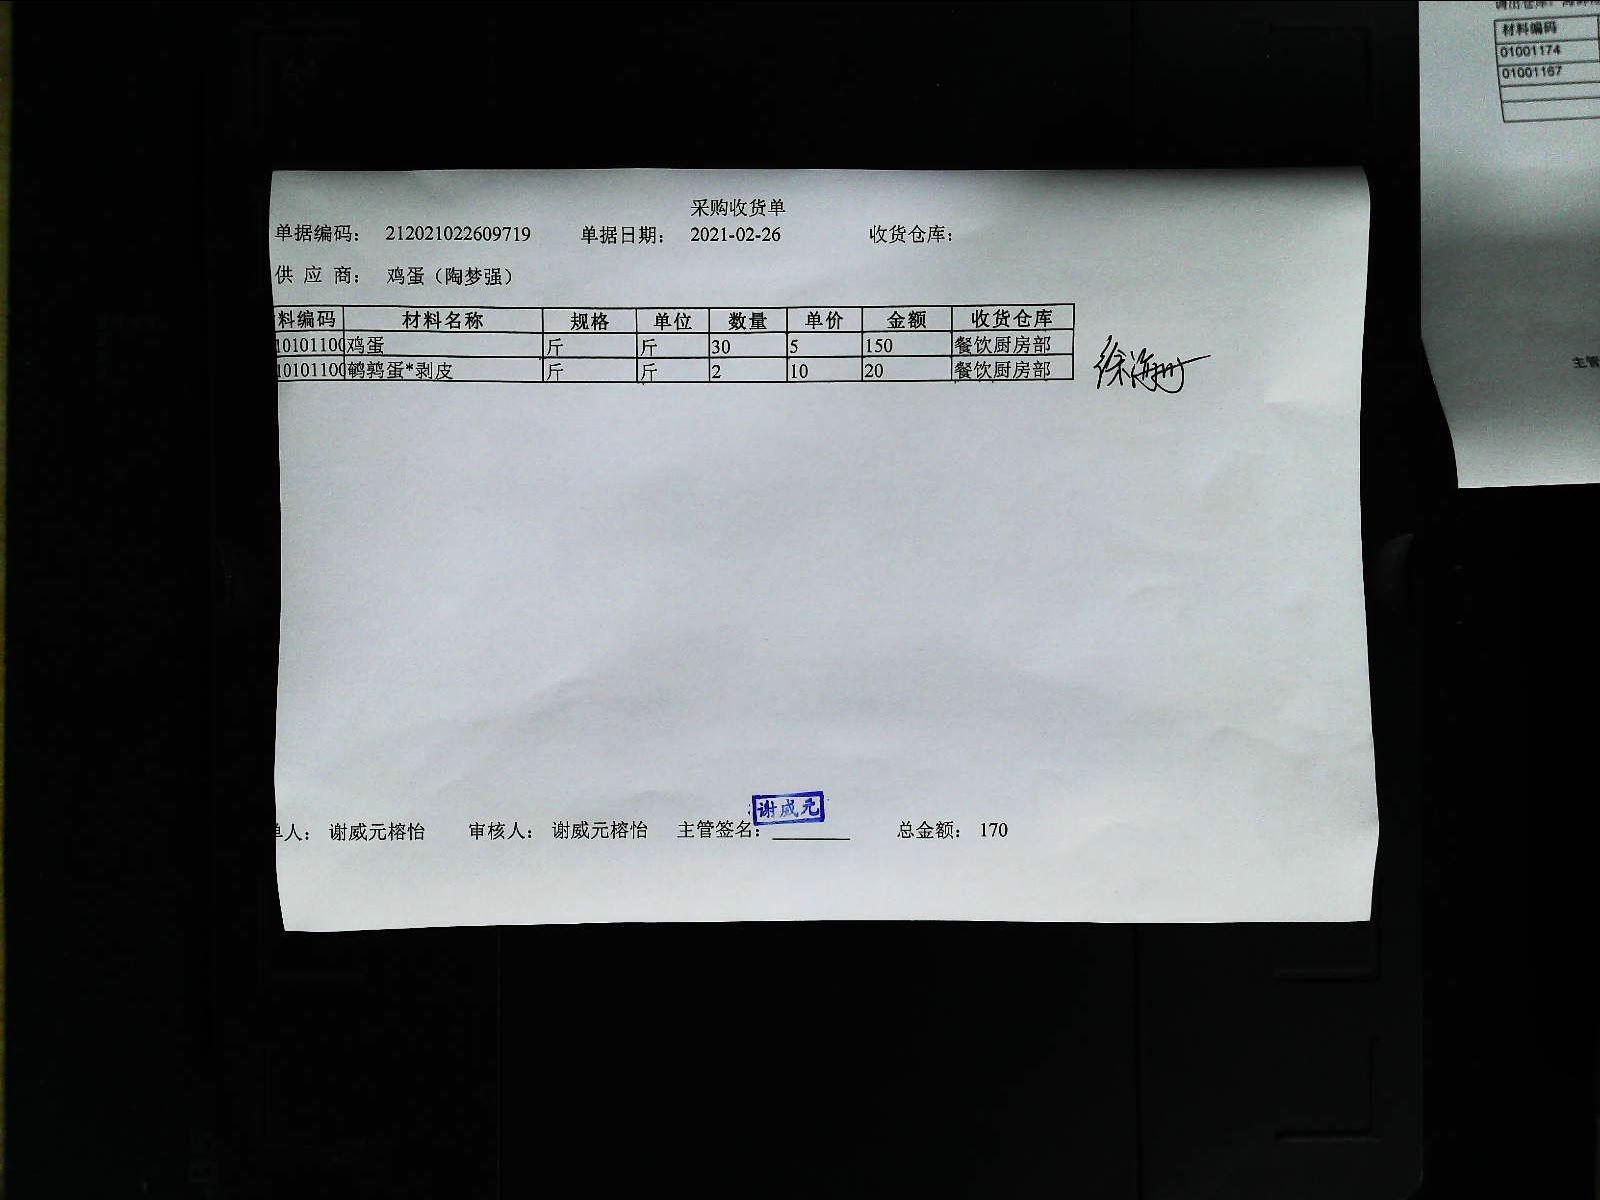 采购收货单
单据编码： 212021022609719 单据日期： 2021-02-26 收货仓库：
供 应 商： 鸡蛋（陶梦强）
料编码 材料名称 规格 单位 数量 单价 金额 收货仓库
10101100 鸡蛋 斤 斤 30 5 150 餐饮厨房部
10101100 鹌鹑蛋*剥皮 斤 斤 2 10 20 餐饮厨房部
谢威元
单人： 谢威元榕怡 审核人： 谢威元榕怡 主管签名： 总金额： 170
材料编码
01001174
01001167
主管